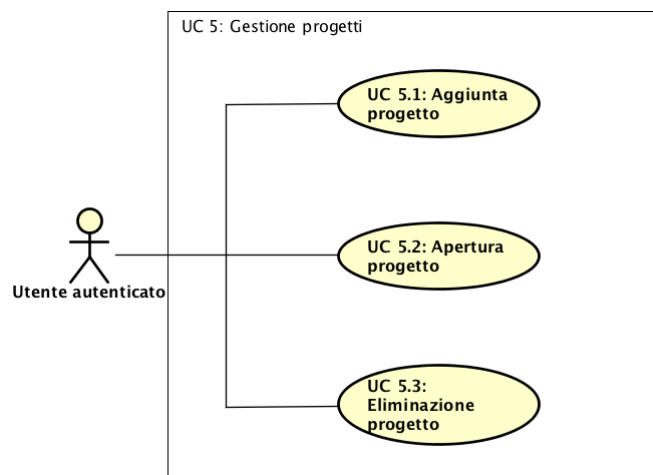 UC 5: Gestione progetti
UC 5.1: Aggiunta
progetto
UC 5.2: Apertura
progetto
Utente autenticato
UC 5.3:
Eliminazione
progetto